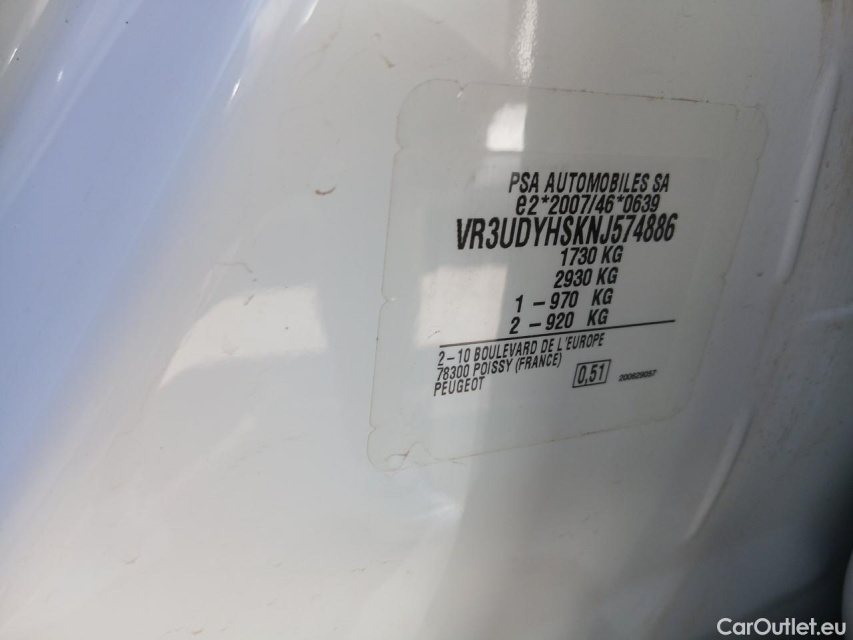 PSA AUTOMOBILES SA
e2*2007/46*0639
VR3UDYHSKNJ574886
1730 KG
2930 KG
1 – 970 KG
2 – 920 KG
2 – 10 BOULEVARD DE L'EUROPE
78300 POISSY (FRANCE)
PEUGEOT
0,51
200629057
CarOutlet.eu